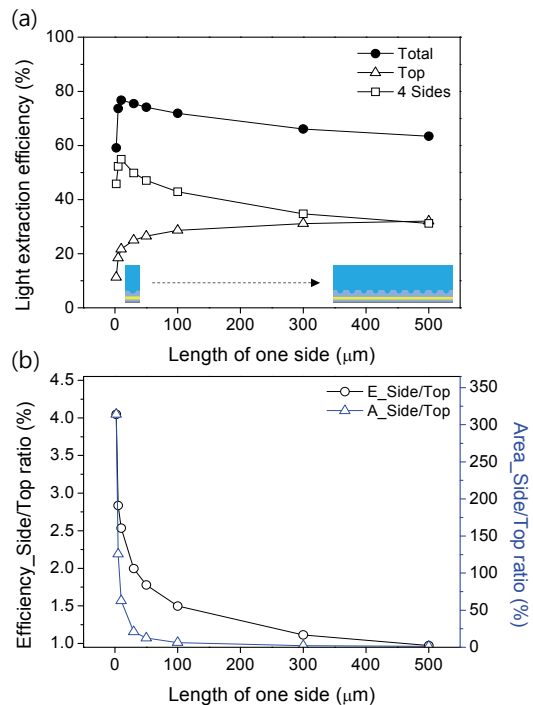 (a)
Light extraction efficiency (%)
100
80
60
40
20
0
Total
Top
4 Sides
0
100
200
300
400
500
Length of one side (μm)
(b)
Efficiency_Side/Top ratio (%)
4.5
4.0
3.5
3.0
2.5
2.0
1.5
1.0
E_Side/Top
A_Side/Top
350
300
250
200
150
100
50
0
Area_Side/Top ratio (%)
0
100
200
300
400
500
Length of one side (μm)